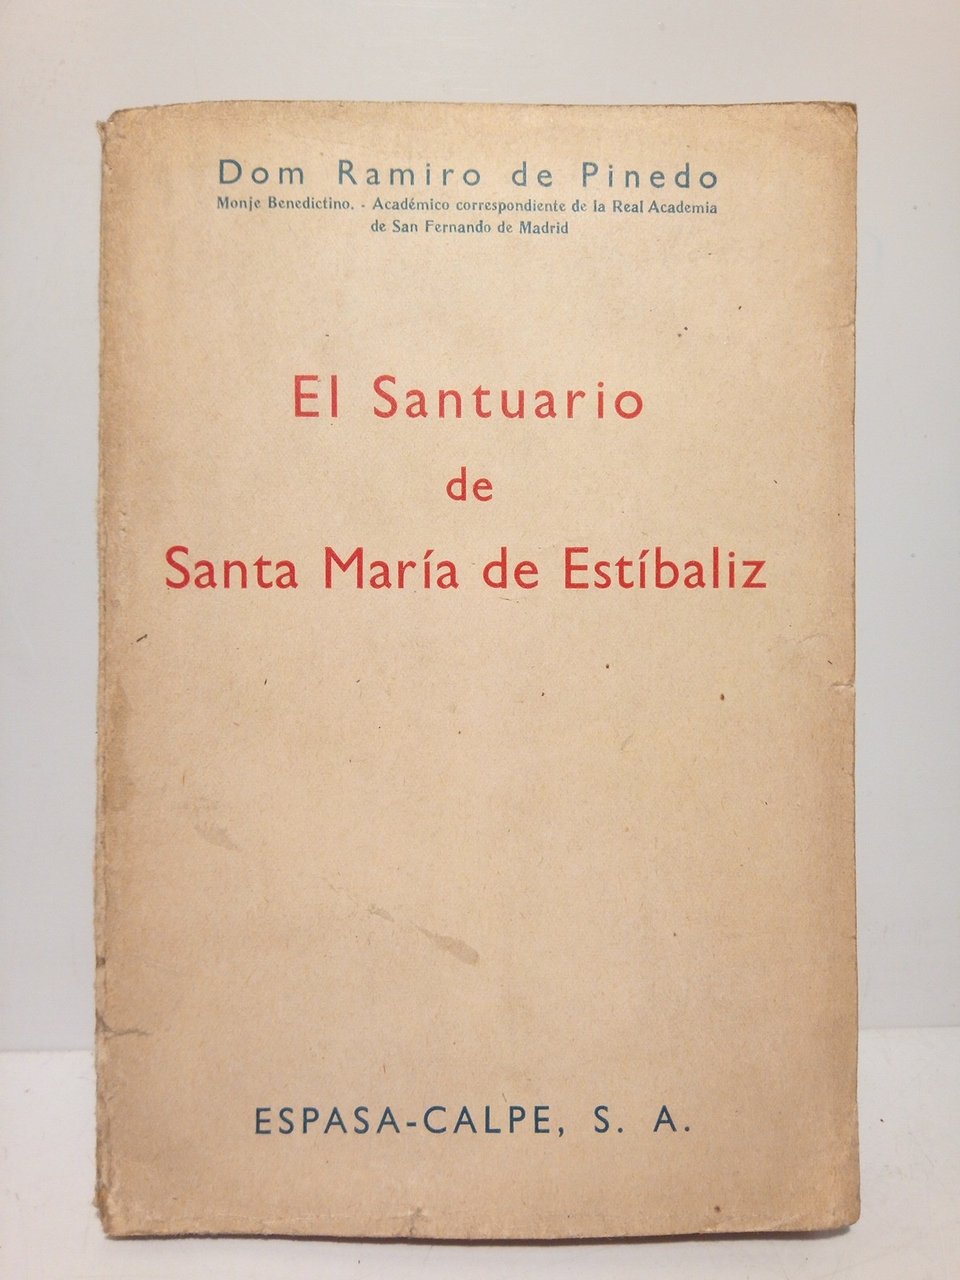 Dom Ramiro de Pinedo
Monje Benedictino. - Académico correspondiente de la Real Academia
de San Fernando de Madrid
El Santuario
de
Santa María de Estíbaliz
ESPASA-CALPE, S. A.